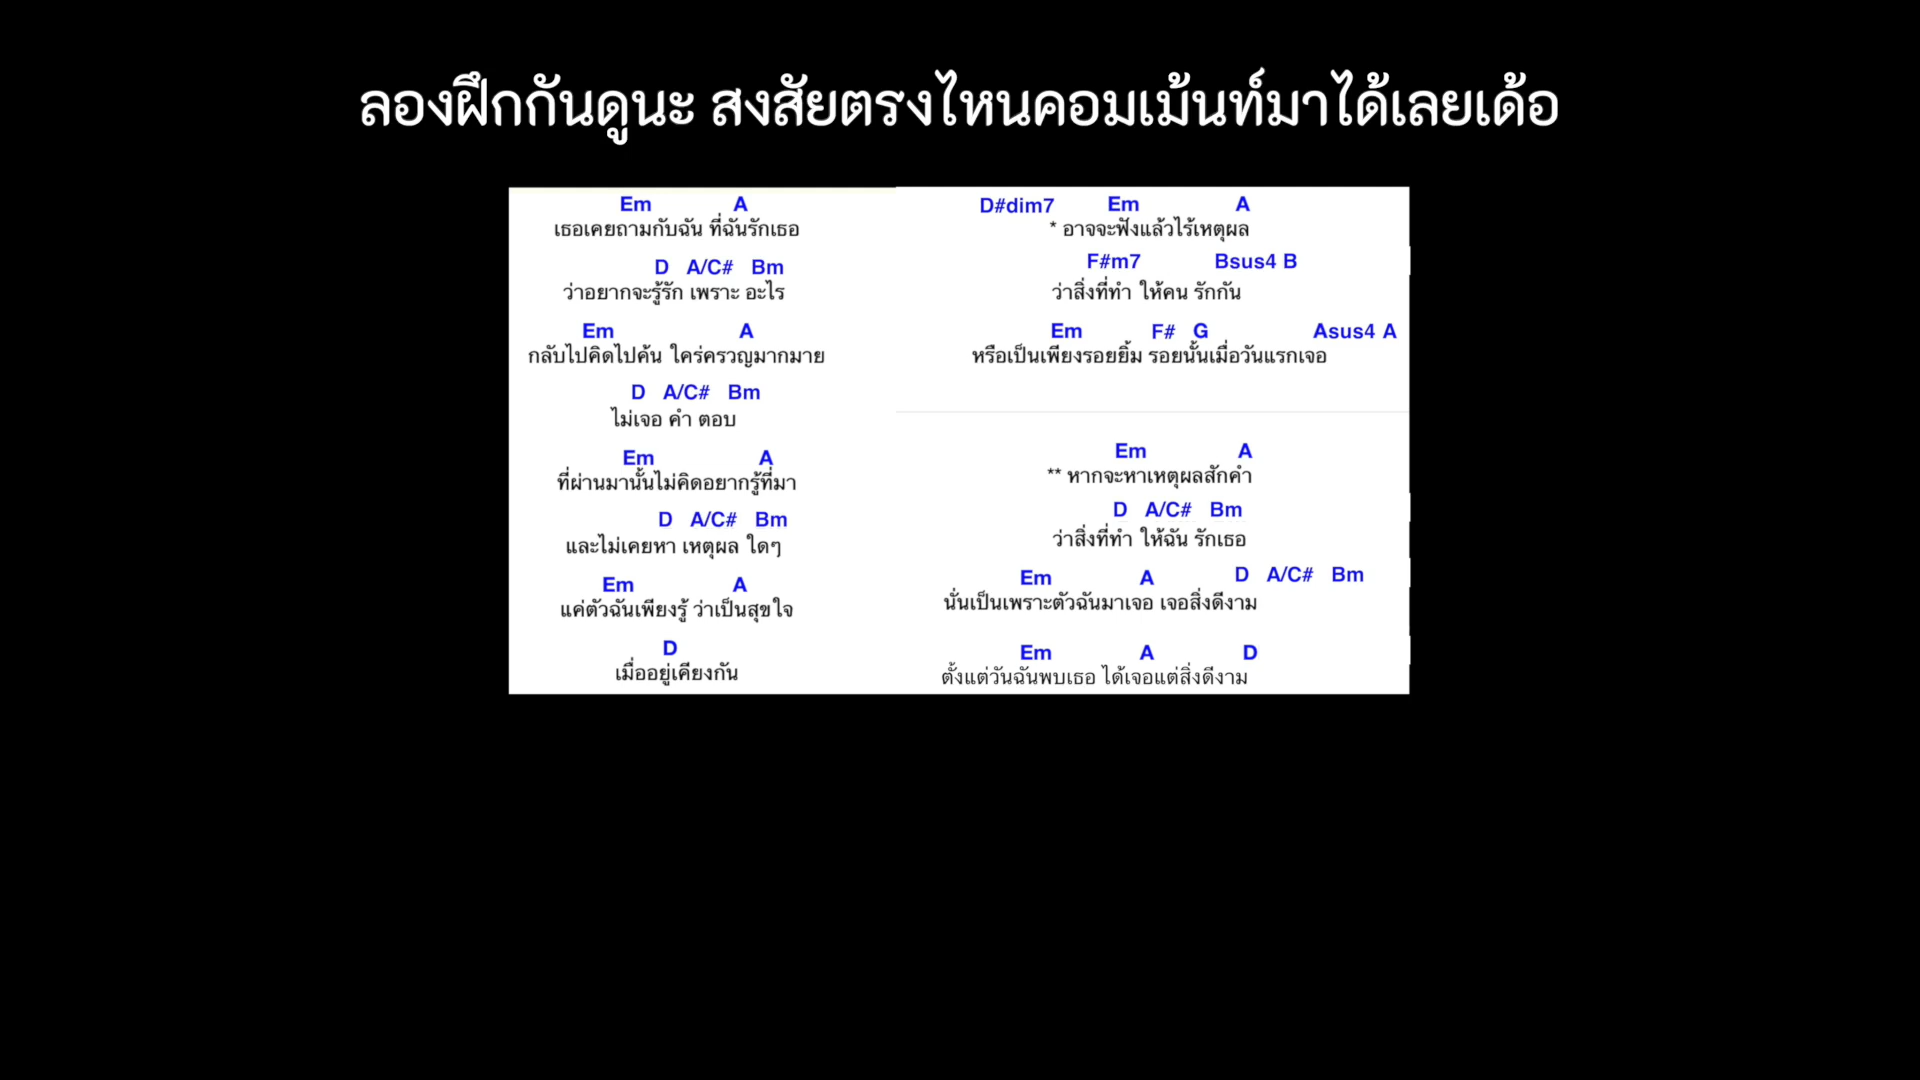 ลองฝึกกันดูนะ สงสัยตรงไหนคอมเม้นท์มาได้เลยเด้อ
Em A
เธอเคยถามกับฉัน ที่ฉันรักเธอ
D A/C# Bm
ว่าอยากจะรู้รัก เพราะ อะไร
Em A
กลับไปคิดไปค้น ใคร่ครวญมากมาย
D A/C# Bm
ไม่เจอ คำ ตอบ
Em A
ที่ผ่านมานั้นไม่คิดอยากรู้ที่มา
D A/C# Bm
และไม่เคยหา เหตุผล ใดๆ
Em A
แค่ตัวฉันเพียงรู้ ว่าเป็นสุขใจ
D
เมื่ออยู่เคียงกัน
D#dim7 Em A
* อาจจะฟังแล้วไร้เหตุผล
F#m7 Bsus4 B
ว่าสิ่งที่ทำ ให้คน รักกัน
Em F# G Asus4 A
หรือเป็นเพียงรอยยิ้ม รอยนั้นเมื่อวันแรกเจอ
Em A
** หากจะหาเหตุผลสักคำ
D A/C# Bm
ว่าสิ่งที่ทำ ให้ฉัน รักเธอ
Em A D A/C# Bm
นั่นเป็นเพราะตัวฉันมาเจอ เจอสิ่งดีงาม
Em A D
ตั้งแต่วันฉันพบเธอ ได้เจอแต่สิ่งดีงาม